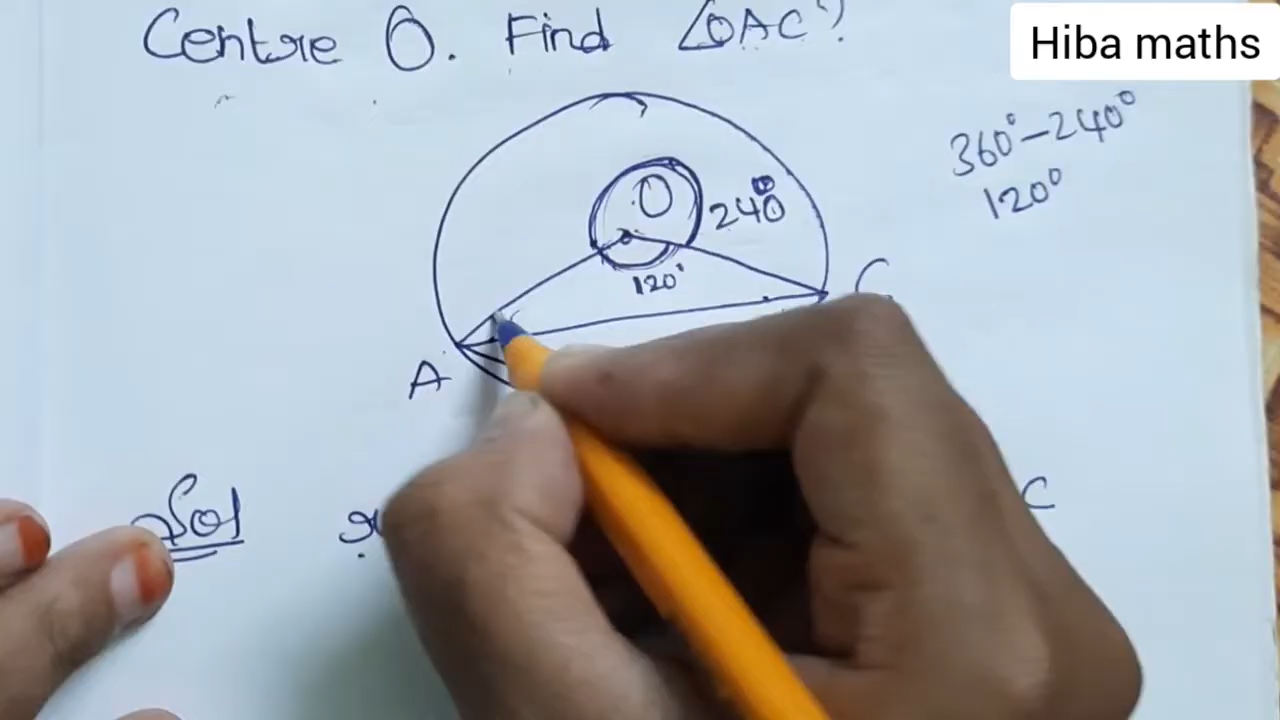 Centre O. Find ∠OAC?
Hiba maths
360°-240°
120°
O
240°
120°
C
A
Sol
C